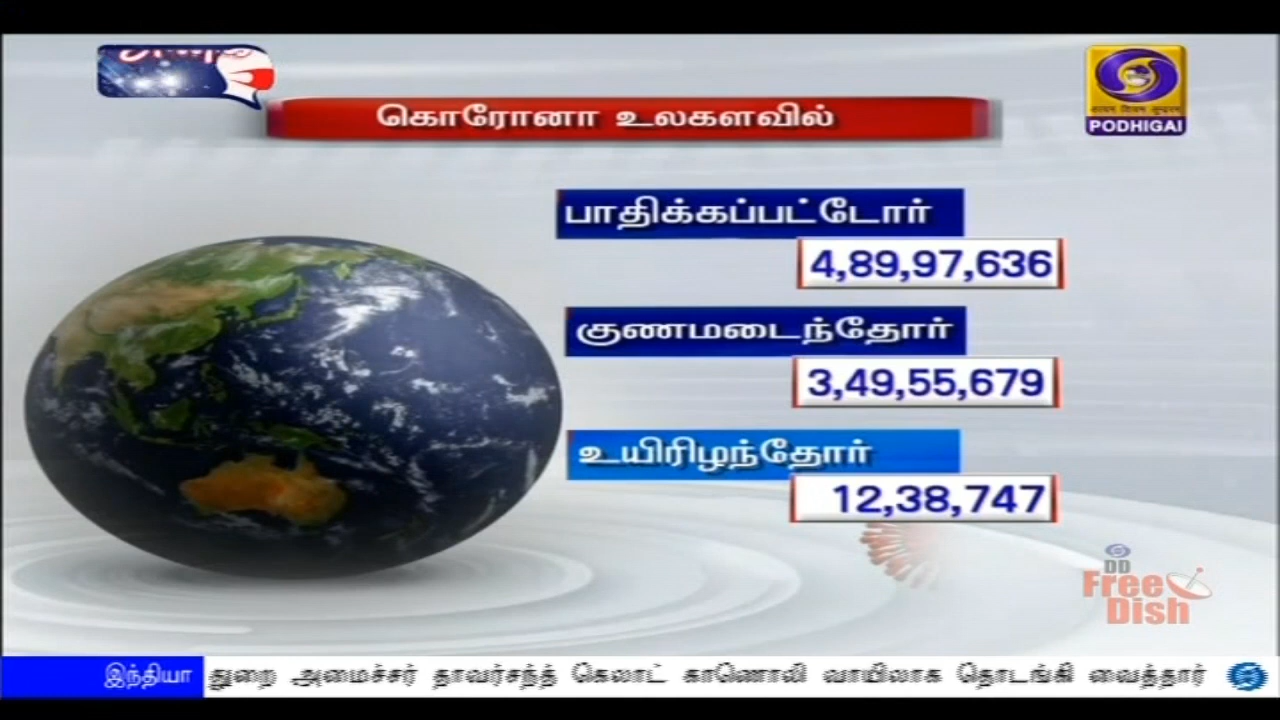 கொரோனா உலகளவில்
PODHIGAI
பாதிக்கப்பட்டோர்
4,89,97,636
குணமடைந்தோர்
3,49,55,679
உயிரிழந்தோர்
12,38,747
DD
Free
Dish
இந்தியா துறை அமைச்சர் தாவர்சந்த் கெலாட் காணொலி வாயிலாக தொடங்கி வைத்தார்